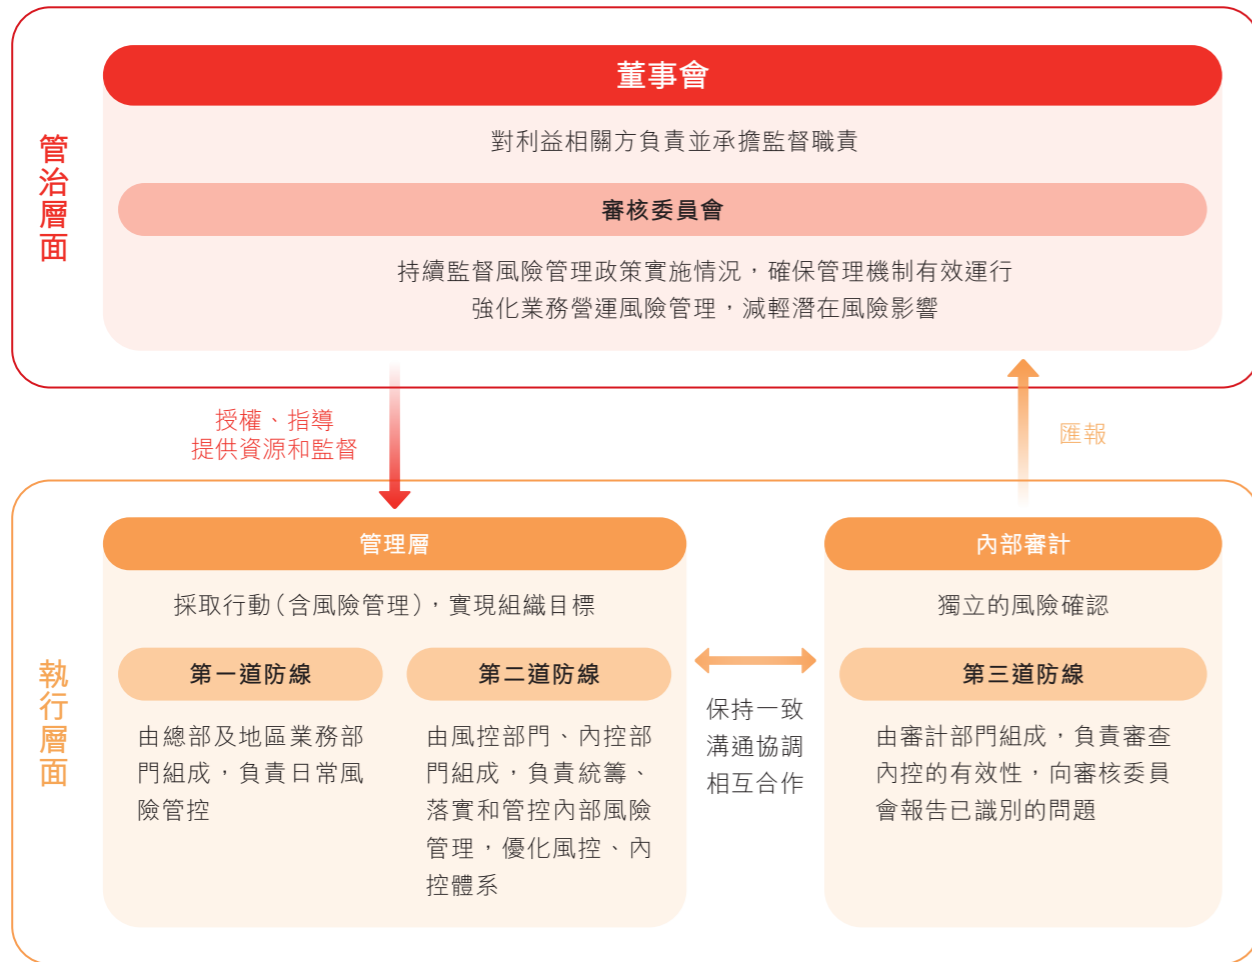 管治層面
董事會
對利益相關方負責並承擔監督職責
審核委員會
持續監督風險管理政策實施情況，確保管理機制有效運行
強化業務營運風險管理，減輕潛在風險影響
授權、指導
提供資源和監督
匯報
執行層面
管理層
採取行動（含風險管理），實現組織目標
第一道防線
由總部及地區業務部
門組成，負責日常風
險管控
第二道防線
由風控部門、內控部
門組成，負責統籌、
落實和管控內部風險
管理，優化風控、內
控體系
保持一致
溝通協調
相互合作
內部審計
獨立的風險確認
第三道防線
由審計部門組成，負責審查
內控的有效性，向審核委員
會報告已識別的問題